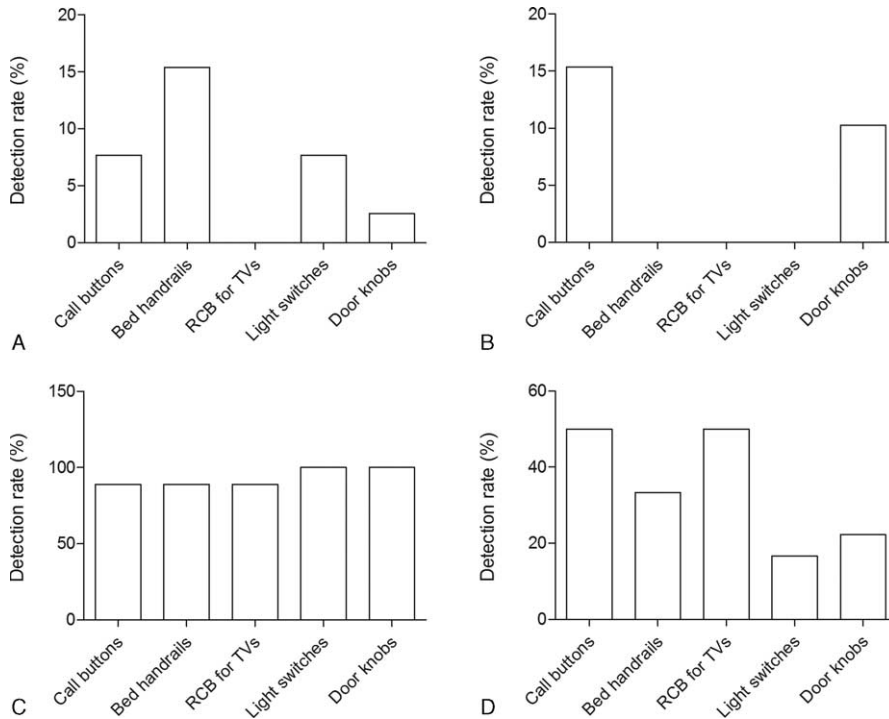 Detection rate (%)
20
15
10
5
0
Call buttons
Bed handrails
RCB for TVs
Light switches
Door knobs
A
Detection rate (%)
20
15
10
5
0
Call buttons
Bed handrails
RCB for TVs
Light switches
Door knobs
B
Detection rate (%)
150
100
50
0
Call buttons
Bed handrails
RCB for TVs
Light switches
Door knobs
C
Detection rate (%)
60
40
20
0
Call buttons
Bed handrails
RCB for TVs
Light switches
Door knobs
D